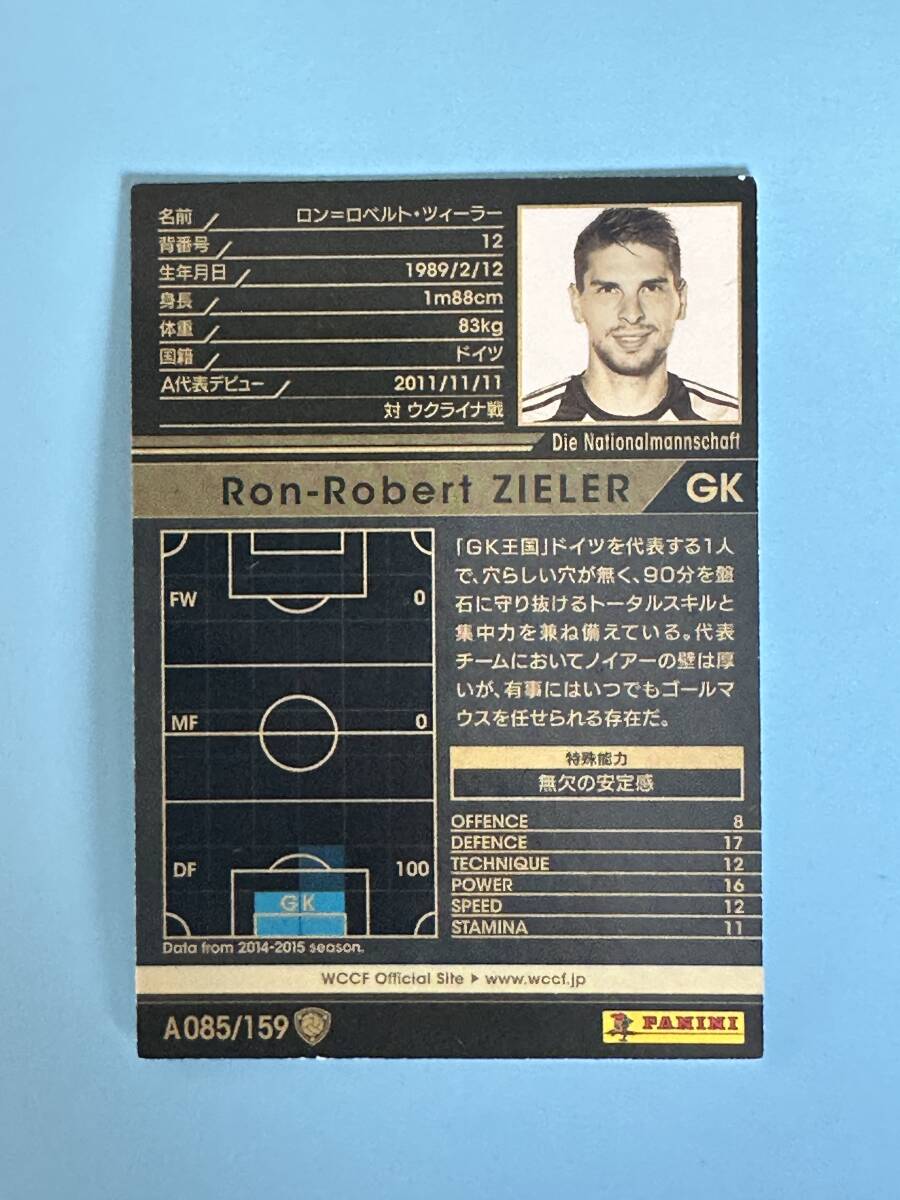 名前 ロン=ロベルト・ツィーラー
背番号 12
生年月日 1989/2/12
身長 1m88cm
体重 83kg
国籍 ドイツ
A代表デビュー 2011/11/11
対 ウクライナ戦
Die Nationalmannschaft
Ron-Robert ZIELER GK
FW 0
MF 0
DF 100
GK
Data from 2014-2015 season.
「GK王国」ドイツを代表する1人
で、穴らしい穴が無く、90分を盤
石に守り抜けるトータルスキルと
集中力を兼ね備えている。代表
チームにおいてノイアーの壁は厚
いが、有事にはいつでもゴールマ
ウスを任せられる存在だ。
特殊能力
無欠の安定感
OFFENCE 8
DEFENCE 17
TECHNIQUE 12
POWER 16
SPEED 12
STAMINA 11
WCCF Official Site ▶ www.wccf.jp
A085/159
PANINI